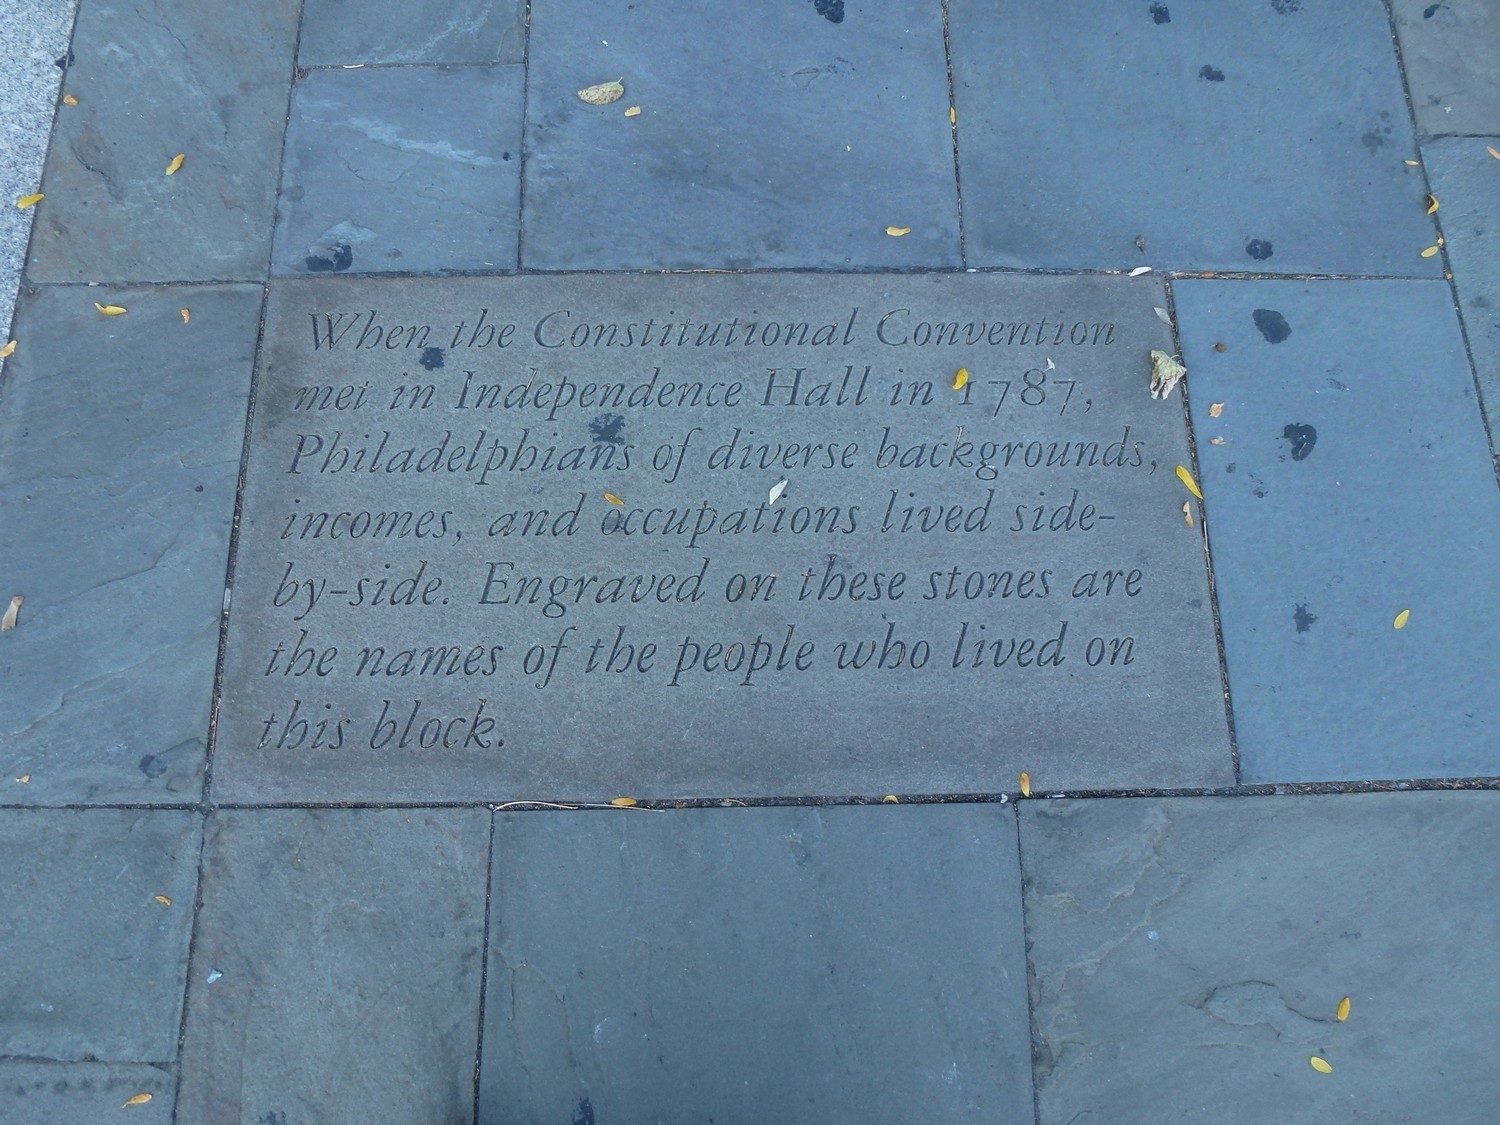 When the Constitutional Convention
met in Independence Hall in 1787,
Philadelphians of diverse backgrounds,
incomes, and occupations lived side-
by-side. Engraved on these stones are
the names of the people who lived on
this block.